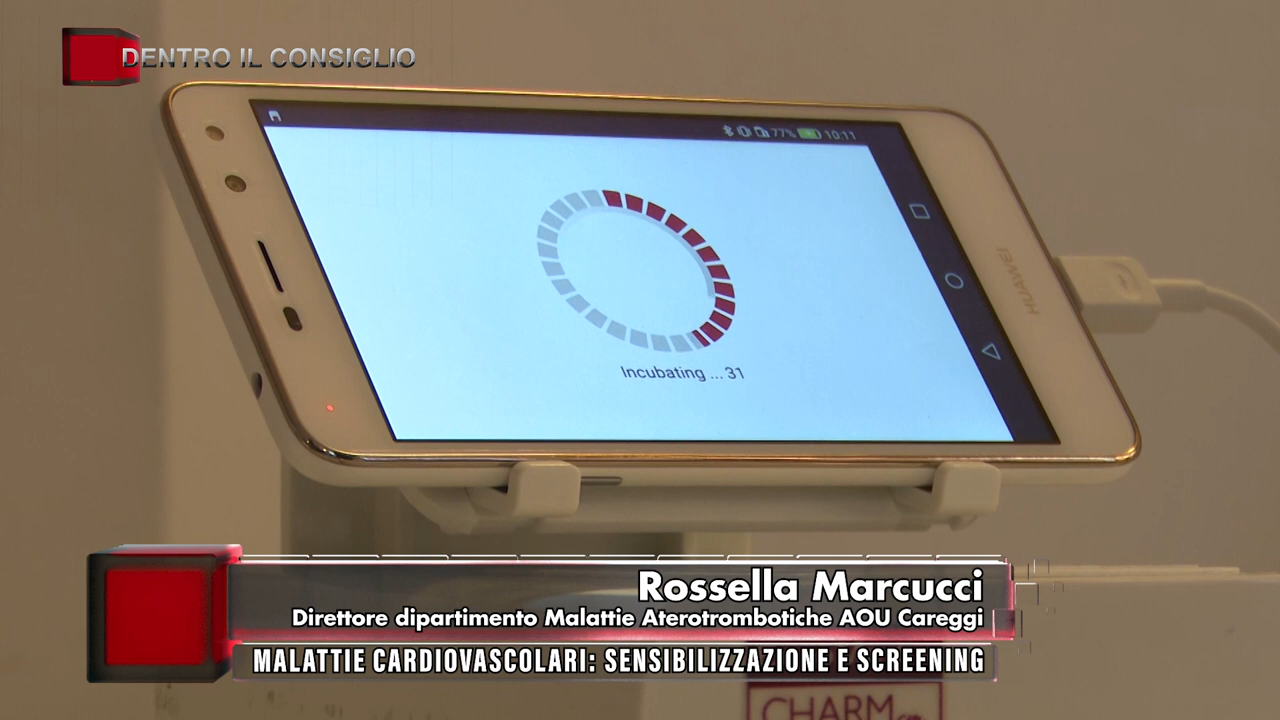 DENTRO IL CONSIGLIO
77% 10:11
HUAWEI
Incubating ... 31
Rossella Marcucci
Direttore dipartimento Malattie Aterotrombotiche AOU Careggi
MALATTIE CARDIOVASCOLARI: SENSIBILIZZAZIONE E SCREENING
CHARM